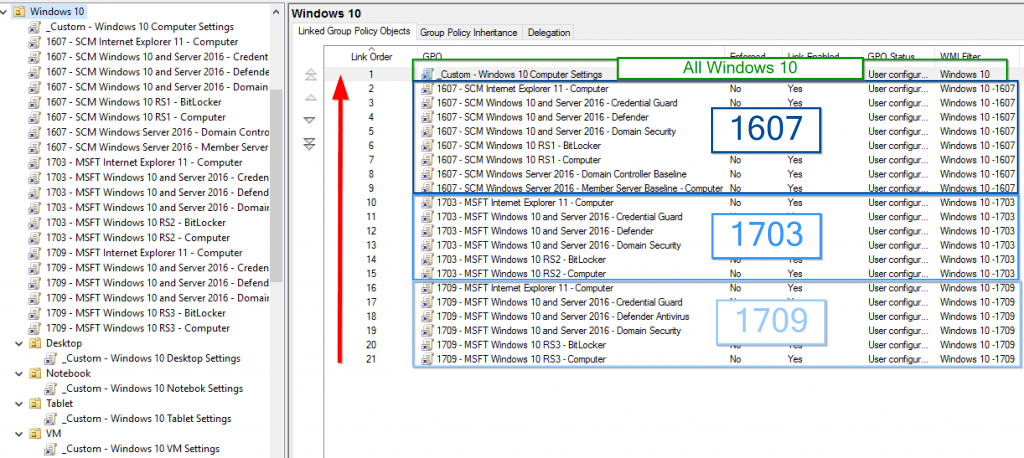 Windows 10
_Custom - Windows 10 Computer Settings
1607 - SCM Internet Explorer 11 - Computer
1607 - SCM Windows 10 and Server 2016 - Credent
1607 - SCM Windows 10 and Server 2016 - Defende
1607 - SCM Windows 10 and Server 2016 - Domain
1607 - SCM Windows 10 RS1 - BitLocker
1607 - SCM Windows 10 RS1 - Computer
1607 - SCM Windows Server 2016 - Domain Contro
1607 - SCM Windows Server 2016 - Member Server
1703 - MSFT Internet Explorer 11 - Computer
1703 - MSFT Windows 10 and Server 2016 - Creden
1703 - MSFT Windows 10 and Server 2016 - Defend
1703 - MSFT Windows 10 and Server 2016 - Domain
1703 - MSFT Windows 10 RS2 - BitLocker
1703 - MSFT Windows 10 RS2 - Computer
1709 - MSFT Internet Explorer 11 - Computer
1709 - MSFT Windows 10 and Server 2016 - Creden
1709 - MSFT Windows 10 and Server 2016 - Defend
1709 - MSFT Windows 10 and Server 2016 - Domain
1709 - MSFT Windows 10 RS3 - BitLocker
1709 - MSFT Windows 10 RS3 - Computer
Desktop
_Custom - Windows 10 Desktop Settings
Notebook
_Custom - Windows 10 Notebok Settings
Tablet
_Custom - Windows 10 Tablet Settings
VM
_Custom - Windows 10 VM Settings
Windows 10
Linked Group Policy Objects Group Policy Inheritance Delegation
Link Order GPO Enforced Link Enabled GPO Status WMI Filter
All Windows 10
1 _Custom - Windows 10 Computer Settings User configur... Windows 10
2 1607 - SCM Internet Explorer 11 - Computer No Yes User configur... Windows 10 -1607
3 1607 - SCM Windows 10 and Server 2016 - Credential Guard No Yes User configur... Windows 10 -1607
4 1607 - SCM Windows 10 and Server 2016 - Defender User configur... Windows 10 -1607
5 1607 - SCM Windows 10 and Server 2016 - Domain Security User configur... Windows 10 -1607
6 1607 - SCM Windows 10 RS1 - BitLocker User configur... Windows 10 -1607
7 1607 - SCM Windows 10 RS1 - Computer No Yes User configur... Windows 10 -1607
8 1607 - SCM Windows Server 2016 - Domain Controller Baseline No Yes User configur... Windows 10 -1607
9 1607 - SCM Windows Server 2016 - Member Server Baseline - Computer No Yes User configur... Windows 10 -1607
1607
10 1703 - MSFT Internet Explorer 11 - Computer No Yes User configur... Windows 10 -1703
11 1703 - MSFT Windows 10 and Server 2016 - Credential Guard User configur... Windows 10 -1703
12 1703 - MSFT Windows 10 and Server 2016 - Defender User configur... Windows 10 -1703
13 1703 - MSFT Windows 10 and Server 2016 - Domain Security User configur... Windows 10 -1703
14 1703 - MSFT Windows 10 RS2 - BitLocker No Yes User configur... Windows 10 -1703
15 1703 - MSFT Windows 10 RS2 - Computer No Yes User configur... Windows 10 -1703
1703
16 1709 - MSFT Internet Explorer 11 - Computer No Yes User configur... Windows 10 -1709
17 1709 - MSFT Windows 10 and Server 2016 - Credential Guard User configur... Windows 10 -1709
18 1709 - MSFT Windows 10 and Server 2016 - Defender Antivirus User configur... Windows 10 -1709
19 1709 - MSFT Windows 10 and Server 2016 - Domain Security User configur... Windows 10 -1709
20 1709 - MSFT Windows 10 RS3 - BitLocker No Yes User configur... Windows 10 -1709
21 1709 - MSFT Windows 10 RS3 - Computer No Yes User configur... Windows 10 -1709
1709